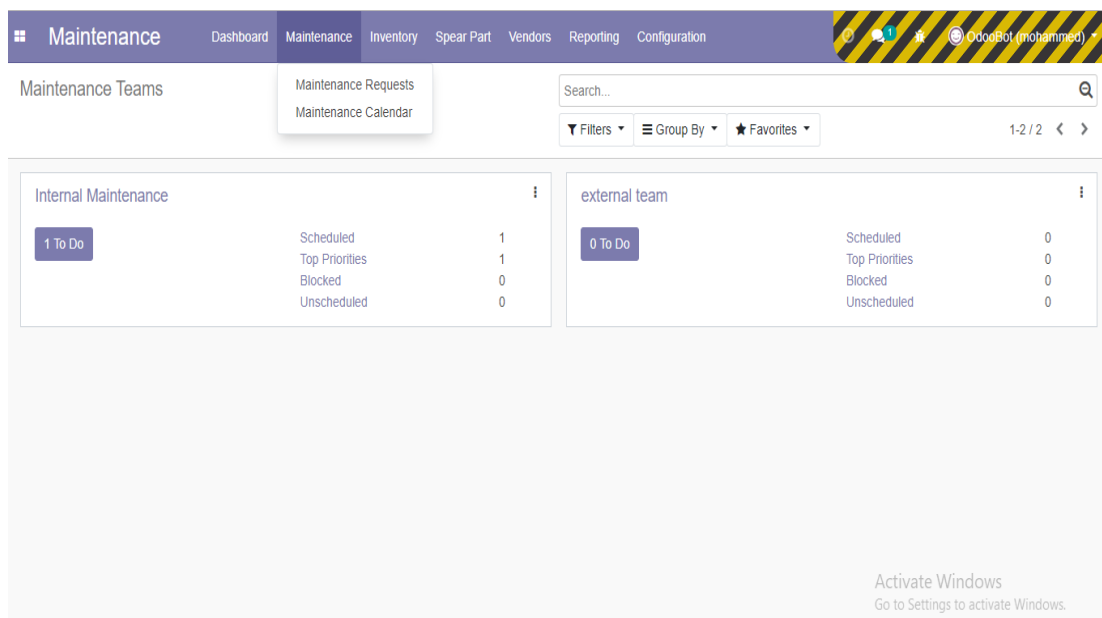 Maintenance Dashboard Maintenance Inventory Spear Part Vendors Reporting Configuration 1 OdooBot (mohammed)
Maintenance Teams
Maintenance Requests
Maintenance Calendar
Search...
Filters Group By Favorites 1-2 / 2
Internal Maintenance
1 To Do
Scheduled 1
Top Priorities 1
Blocked 0
Unscheduled 0
external team
0 To Do
Scheduled 0
Top Priorities 0
Blocked 0
Unscheduled 0
Activate Windows
Go to Settings to activate Windows.